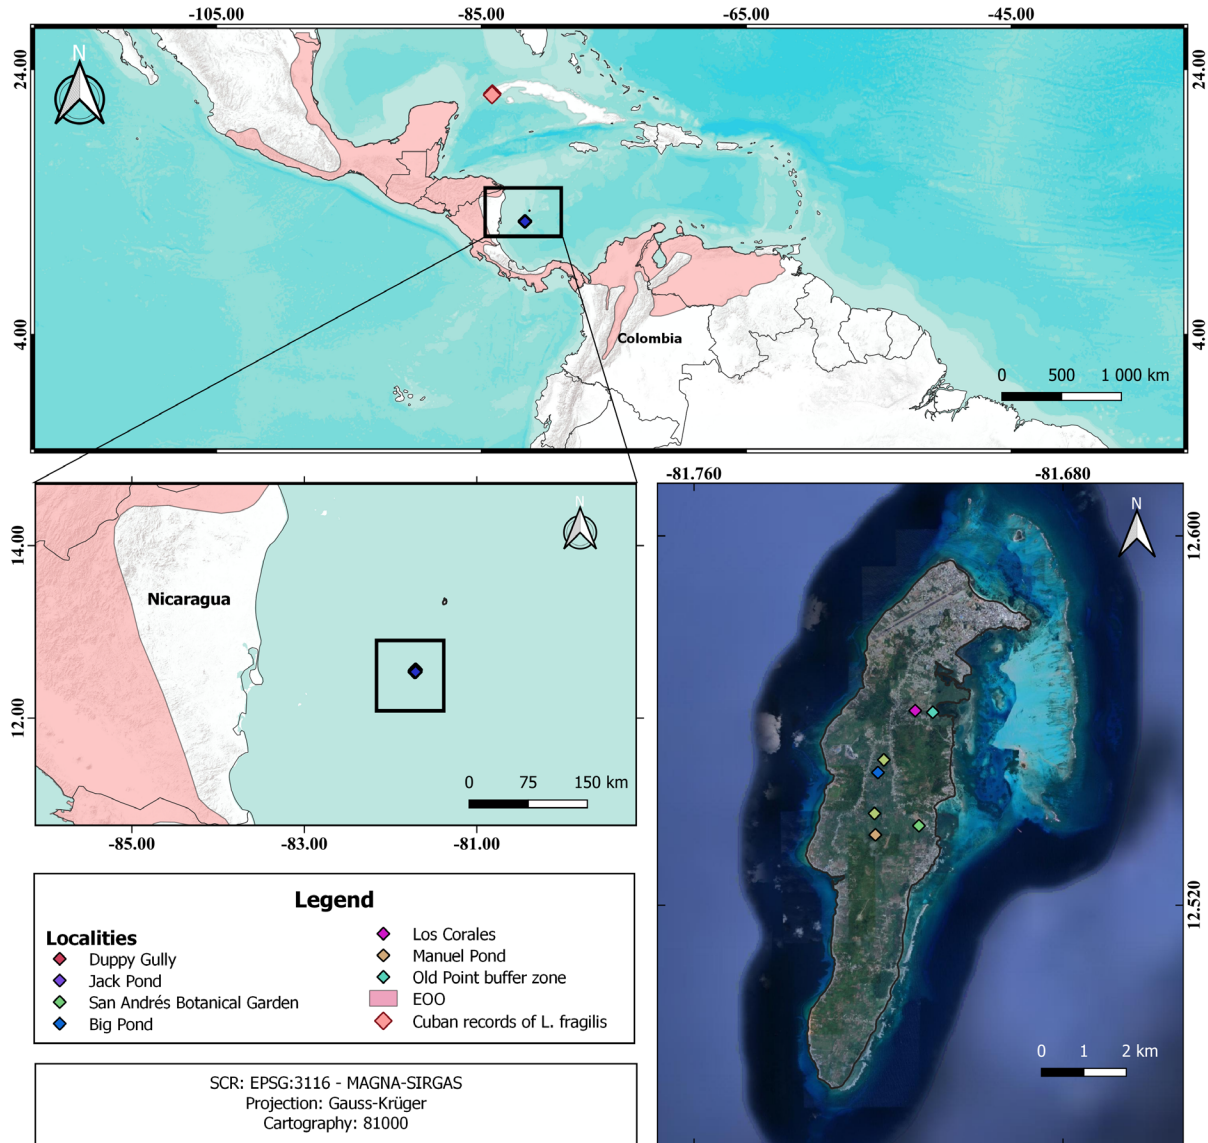 -105.00 -85.00 -65.00 -45.00
24.00 24.00
N
4.00 4.00
Colombia
0 500 1 000 km
14.00
12.00
N
Nicaragua
0 75 150 km
-85.00 -83.00 -81.00
-81.760 -81.680
N
12.600
12.520
0 1 2 km
Legend
Localities
Duppy Gully
Jack Pond
San Andrés Botanical Garden
Big Pond
Los Corales
Manuel Pond
Old Point buffer zone
EOO
Cuban records of L. fragilis
SCR: EPSG:3116 - MAGNA-SIRGAS
Projection: Gauss-Krüger
Cartography: 81000